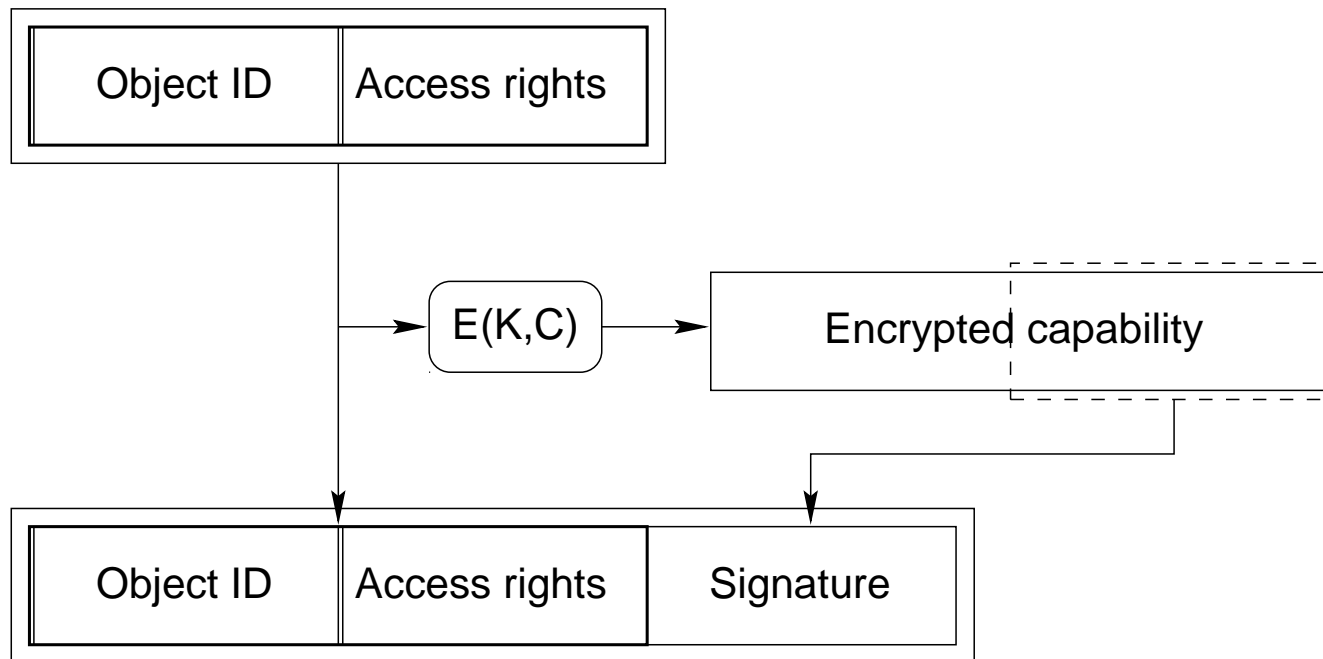 Object ID Access rights
E(K,C) Encrypted capability
Object ID Access rights Signature